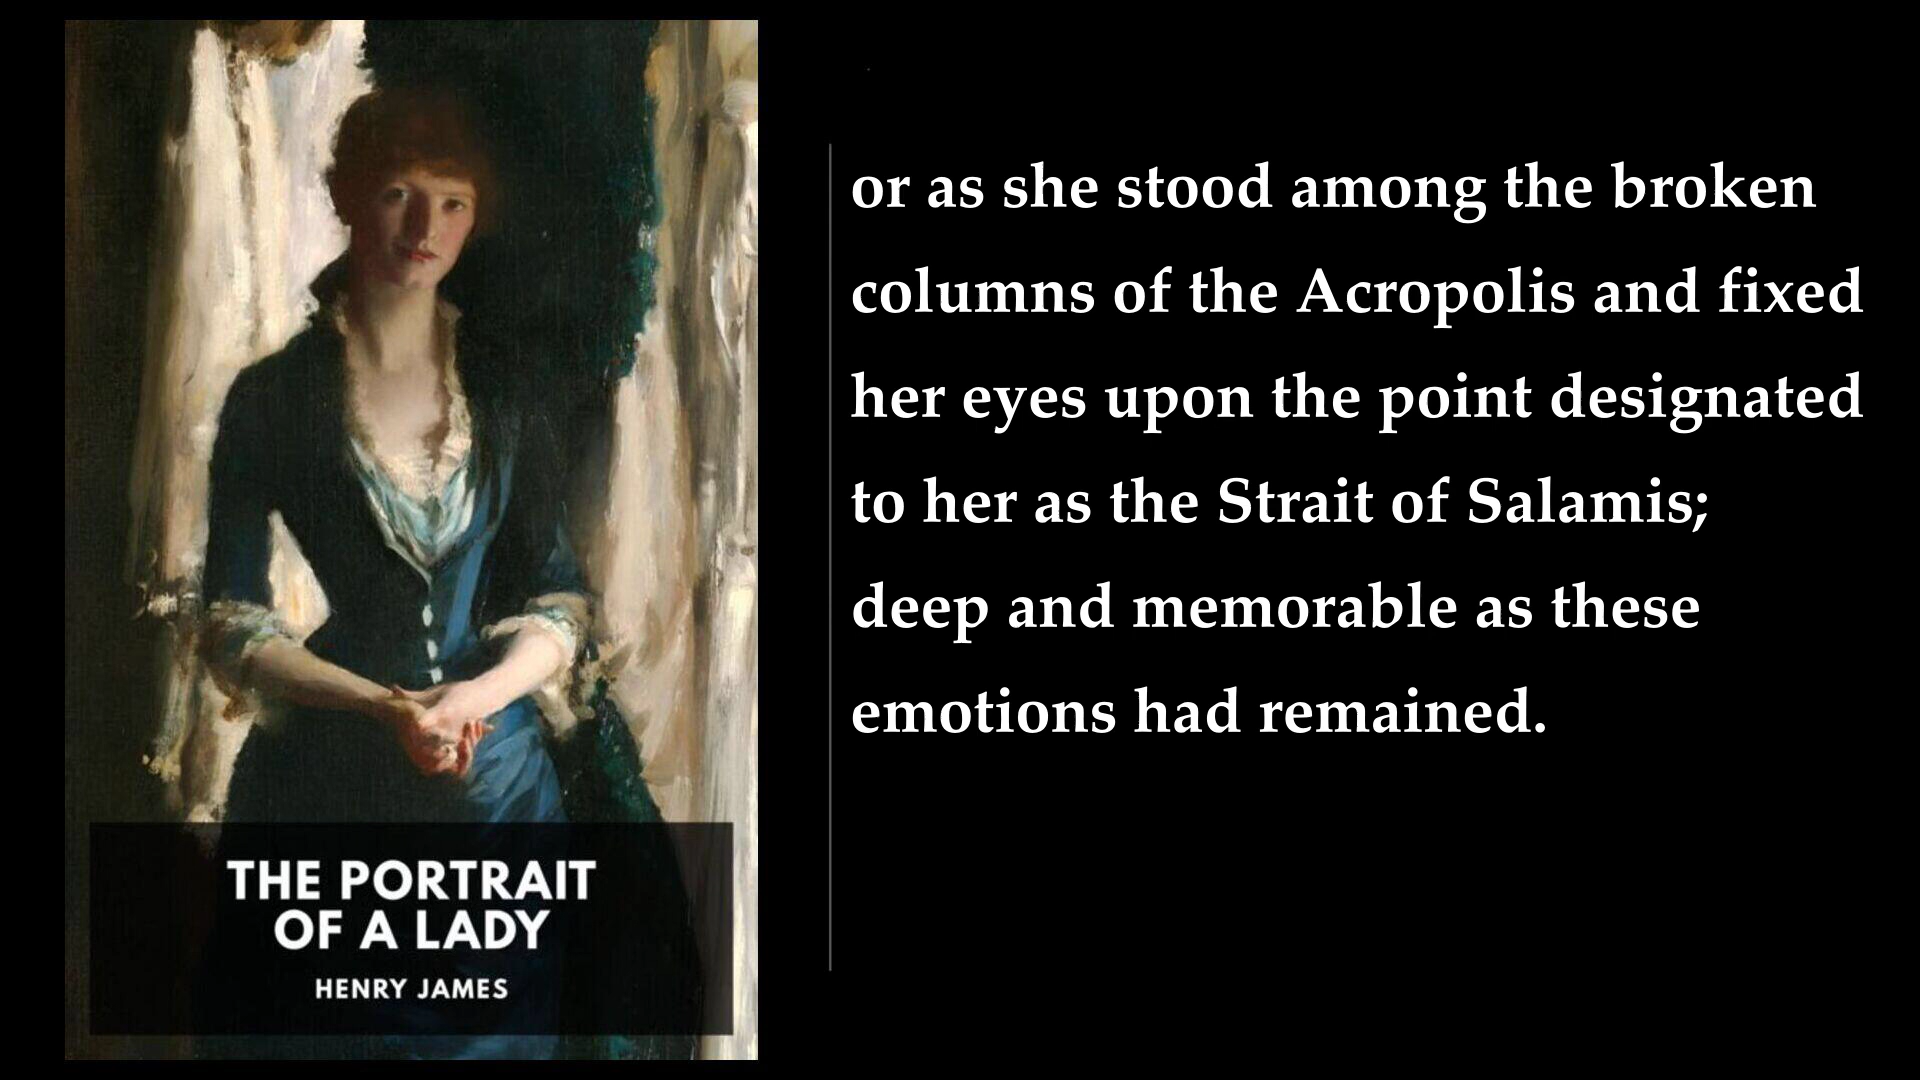 or as she stood among the broken
columns of the Acropolis and fixed
her eyes upon the point designated
to her as the Strait of Salamis;
deep and memorable as these
emotions had remained.
THE PORTRAIT
OF A LADY
HENRY JAMES